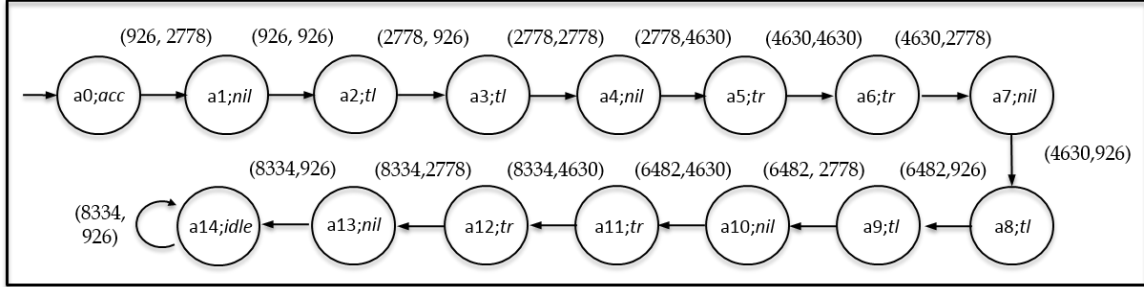 (926, 2778) (926, 926) (2778, 926) (2778,2778) (2778,4630) (4630,4630) (4630,2778)
a0;acc a1;nil a2;tl a3;tl a4;nil a5;tr a6;tr a7;nil
(4630,926)
(8334,926) (8334,2778) (8334,4630) (6482,4630) (6482, 2778) (6482,926)
(8334,
926)
a14;idle a13;nil a12;tr a11;tr a10;nil a9;tl a8;tl